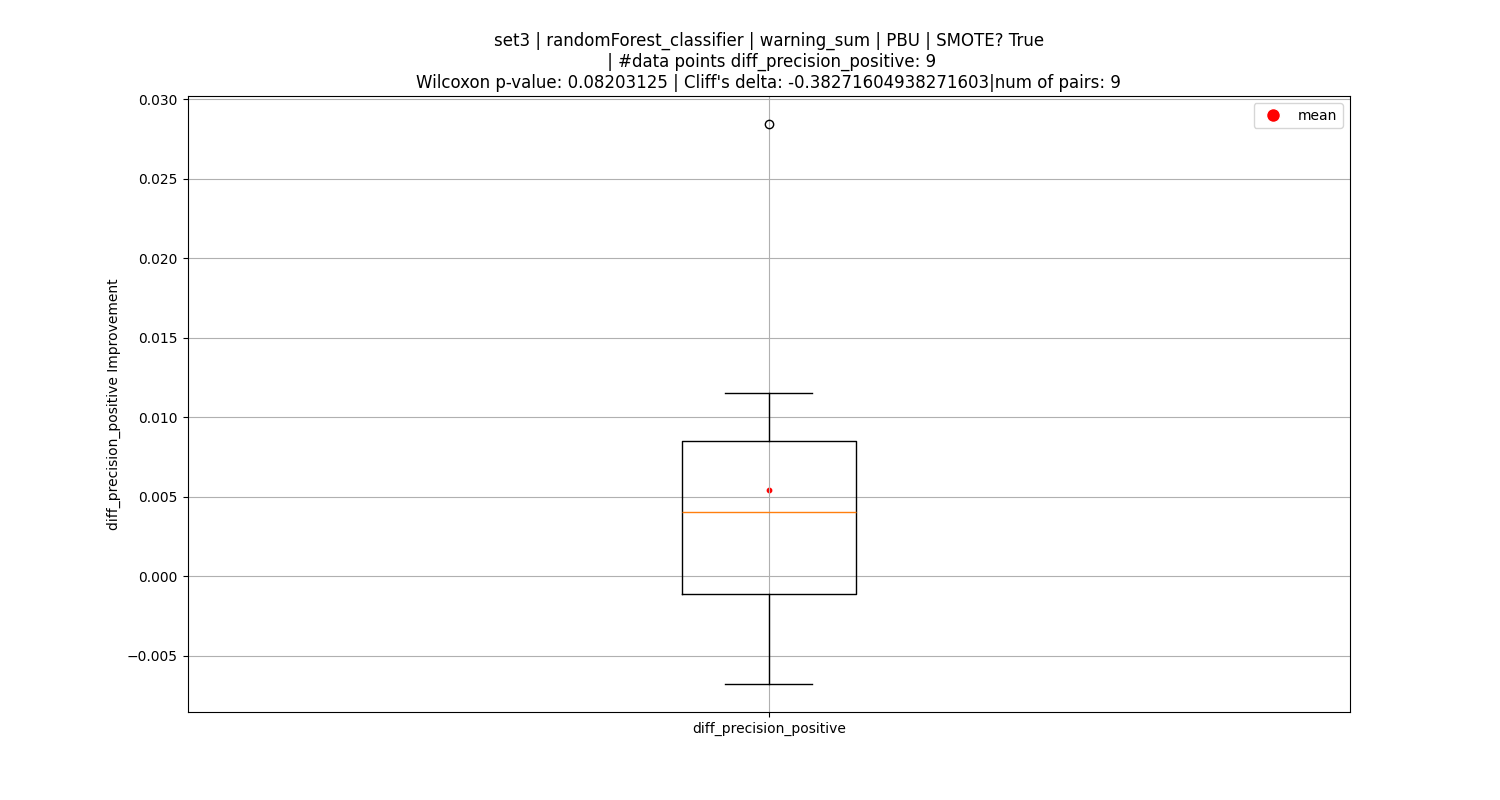 set3 | randomForest_classifier | warning_sum | PBU | SMOTE? True
| #data points diff_precision_positive: 9
Wilcoxon p-value: 0.08203125 | Cliff's delta: -0.38271604938271603|num of pairs: 9
0.030
mean
0.025
0.020
0.015
0.010
0.005
0.000
−0.005
diff_precision_positive Improvement
diff_precision_positive